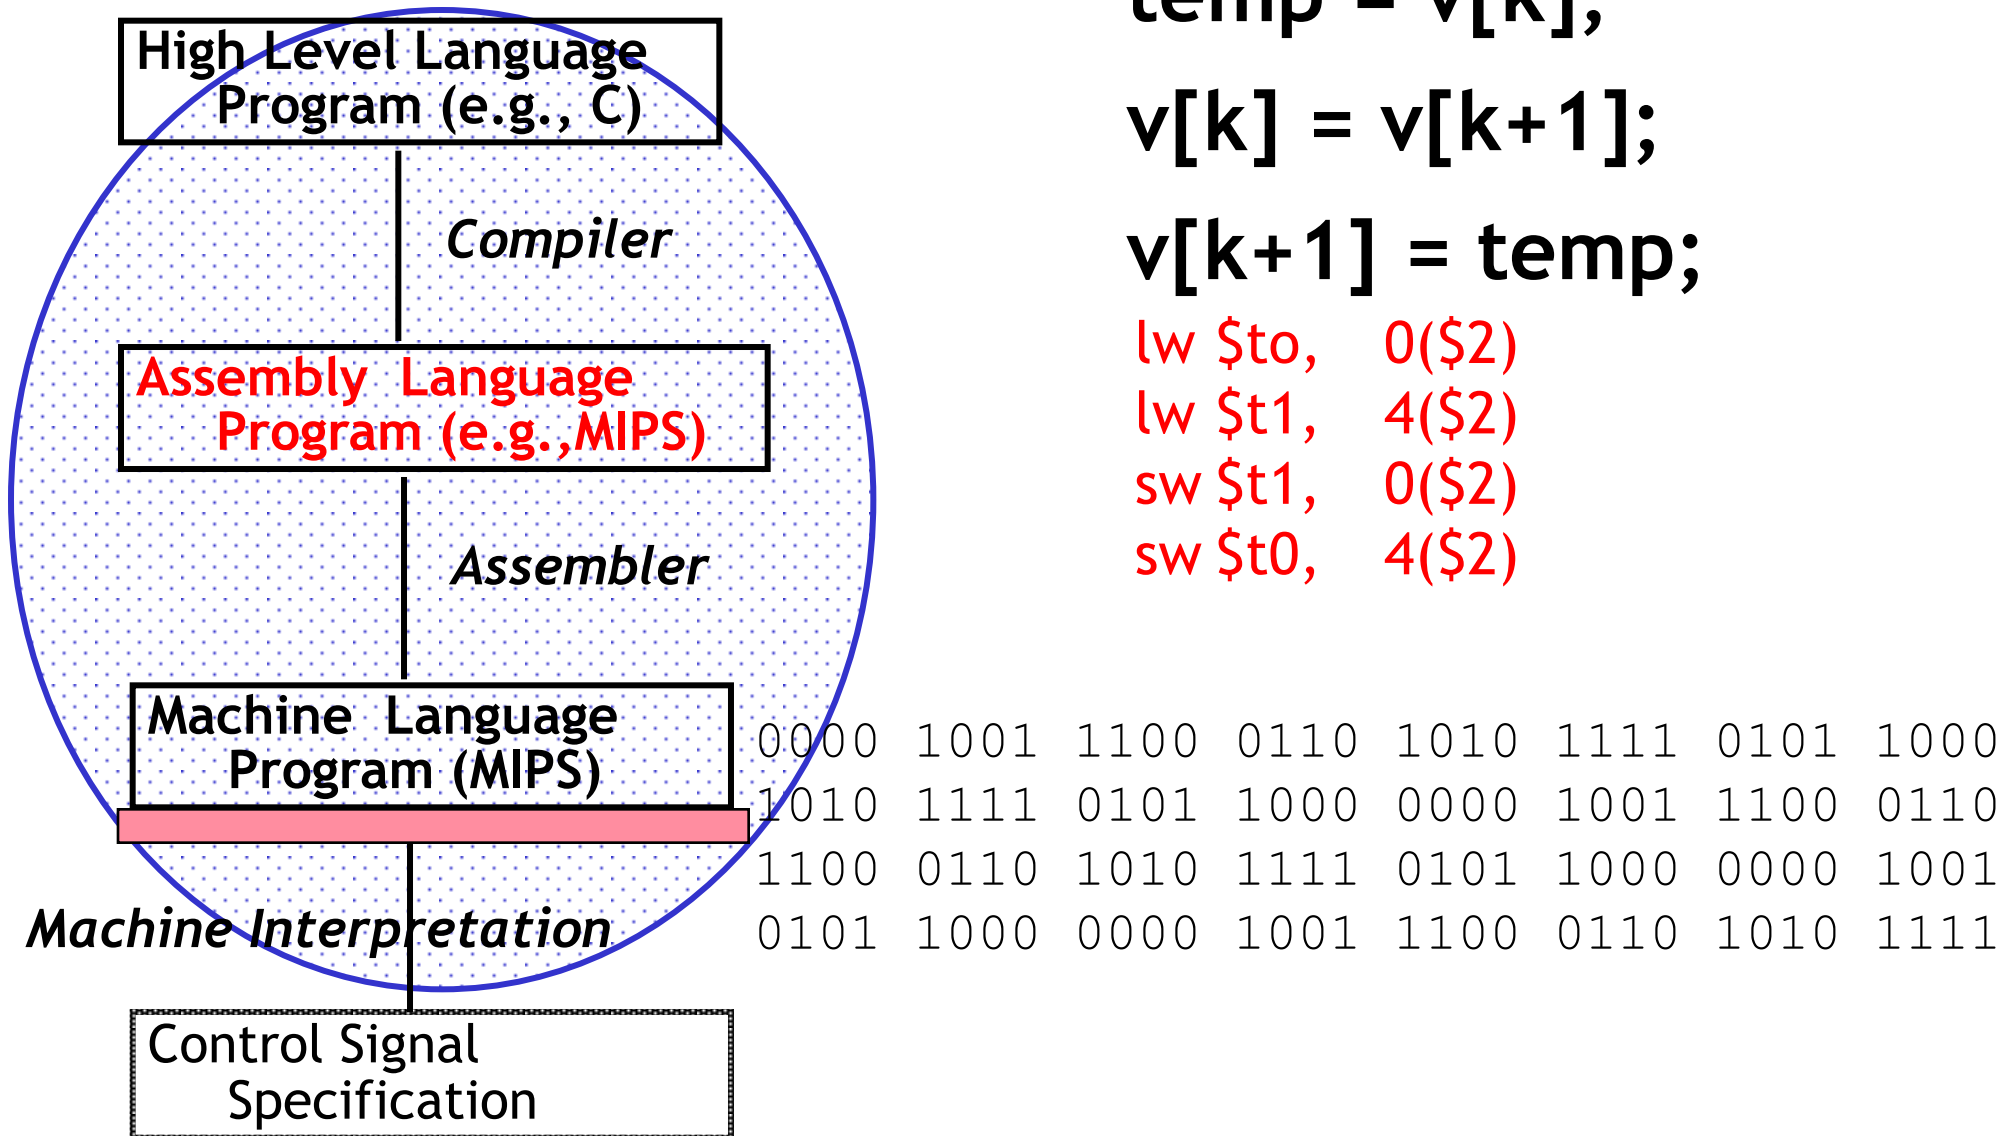 High Level Language
Program (e.g., C)
Compiler
Assembly Language
Program (e.g.,MIPS)
Assembler
Machine Language
Program (MIPS)
Machine Interpretation
Control Signal
Specification
temp = v[k];
v[k] = v[k+1];
v[k+1] = temp;
lw $to, 0($2)
lw $t1, 4($2)
sw $t1, 0($2)
sw $t0, 4($2)
0000 1001 1100 0110 1010 1111 0101 1000
1010 1111 0101 1000 0000 1001 1100 0110
1100 0110 1010 1111 0101 1000 0000 1001
0101 1000 0000 1001 1100 0110 1010 1111